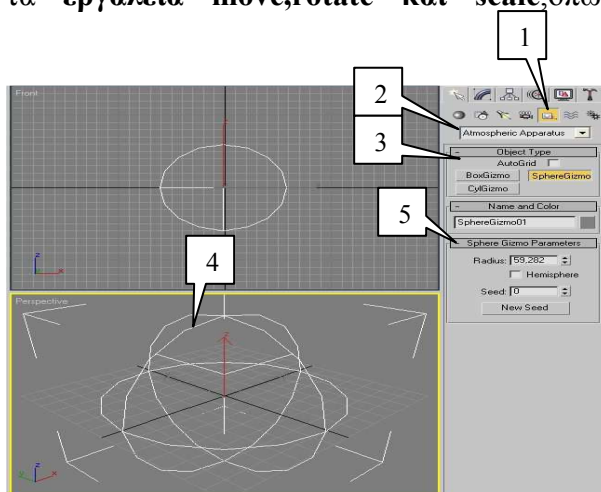 τα εργαλεία move,rotate και scale,όπω
1
2
3
4
5
Front
z
x
Perspective
z
z
y
x
Atmospheric Apparatus
- Object Type
AutoGrid
BoxGizmo SphereGizmo
CylGizmo
- Name and Color
SphereGizmo01
- Sphere Gizmo Parameters
Radius: 59,282
Hemisphere
Seed: 0
New Seed